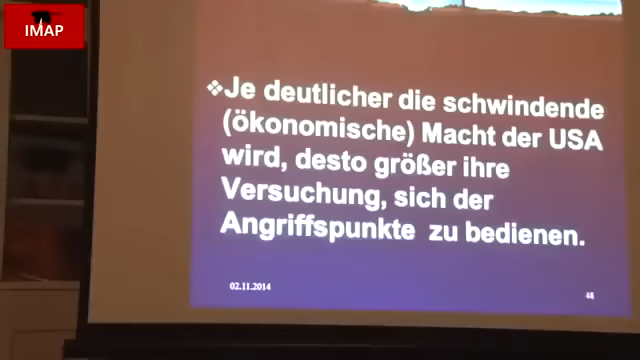 IMAP
❖Je deutlicher die schwindende
(ökonomische) Macht der USA
wird, desto größer ihre
Versuchung, sich der
Angriffspunkte zu bedienen.
02.11.2014
48